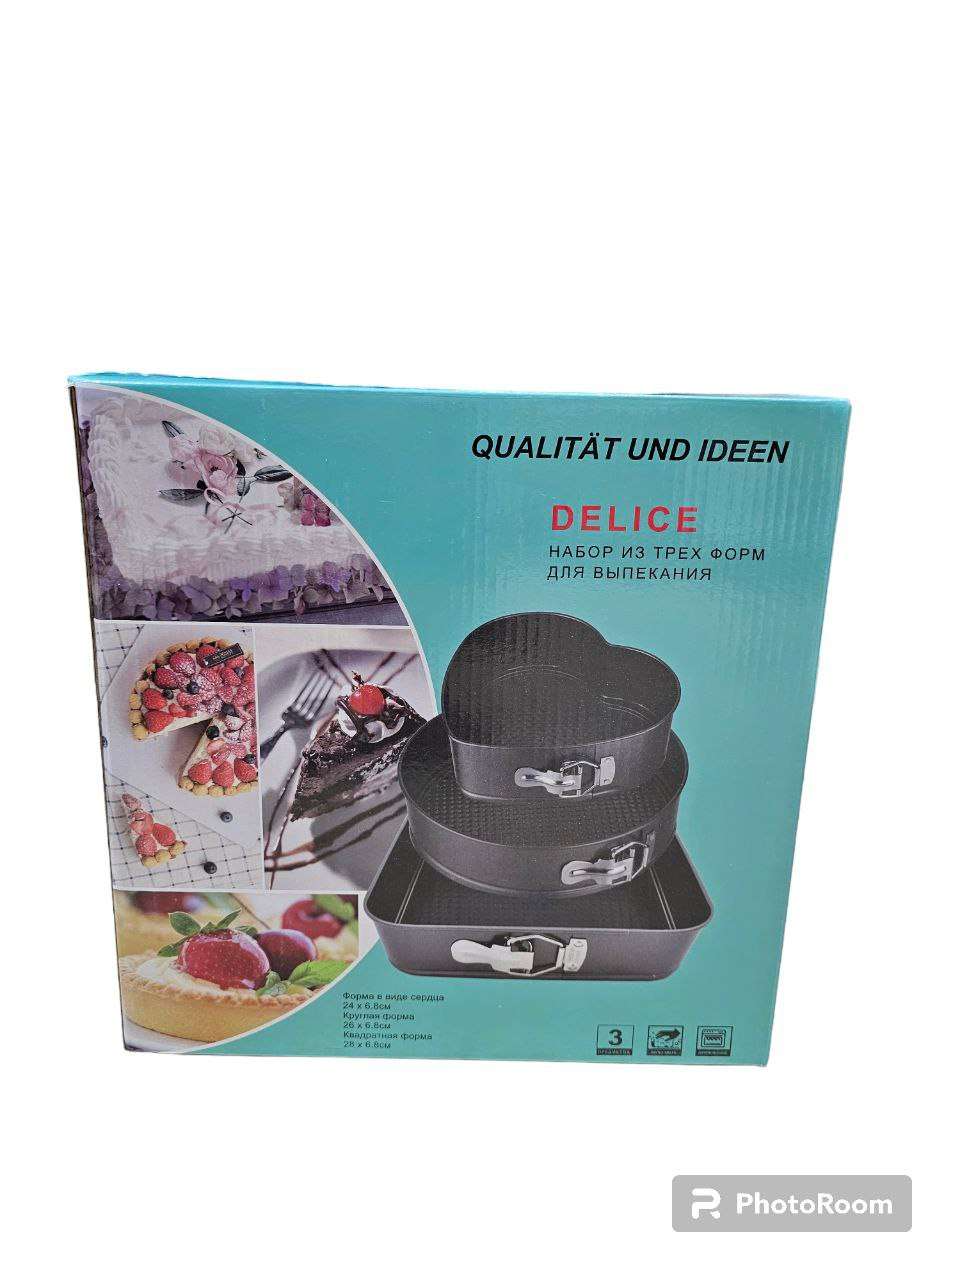 QUALITÄT UND IDEEN
DELICE
НАБОР ИЗ ТРЕХ ФОРМ
ДЛЯ ВЫПЕКАНИЯ
Форма в виде сердца
24 x 6.8см
Круглая форма
26 x 6.8см
Квадратная форма
28 x 6.8см
3
ПРЕДМЕТОВ
PhotoRoom